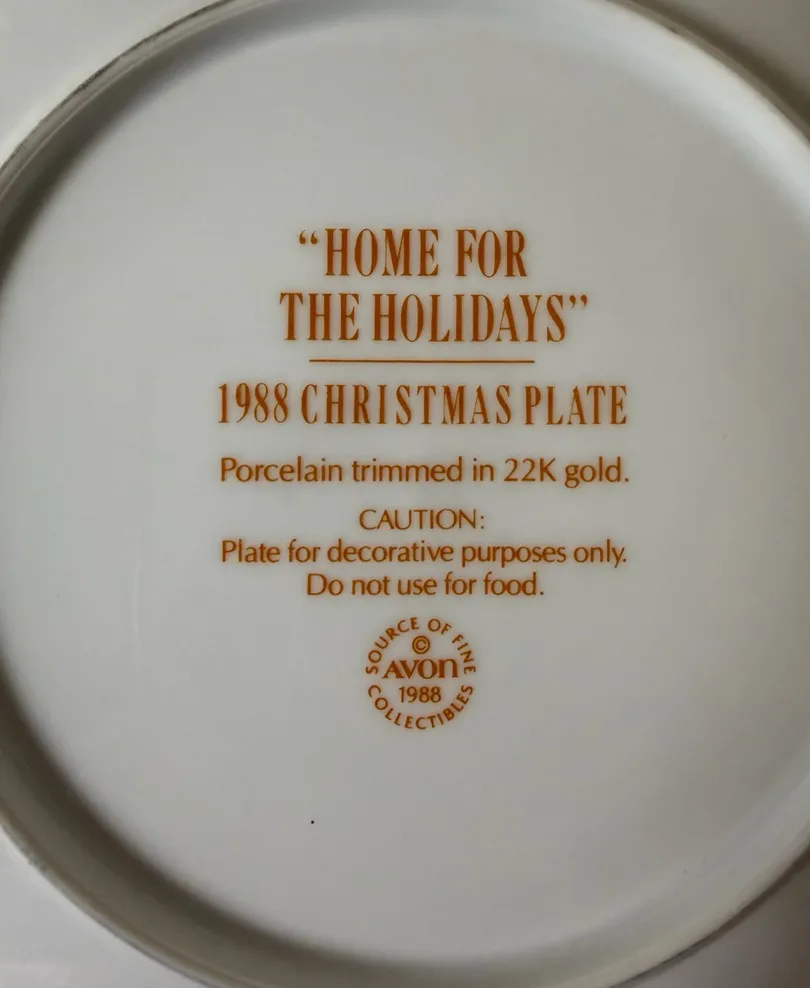 “HOME FOR
THE HOLIDAYS”
1988 CHRISTMAS PLATE
Porcelain trimmed in 22K gold.
CAUTION:
Plate for decorative purposes only.
Do not use for food.
SOURCE OF FINE
©
AVON
1988
COLLECTIBLES